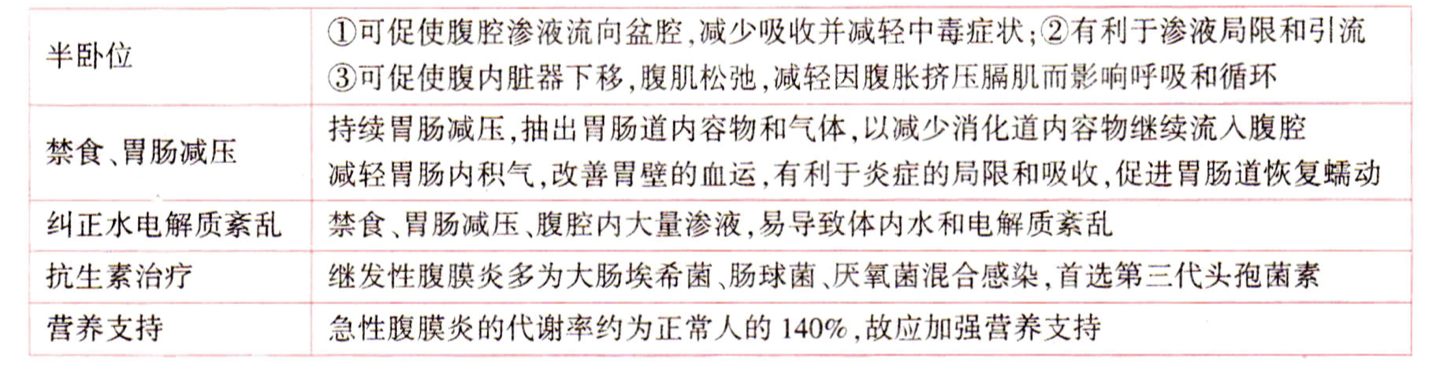 半卧位
①可促使腹腔渗液流向盆腔,减少吸收并减轻中毒症状;②有利于渗液局限和引流
③可促使腹内脏器下移,腹肌松弛,减轻因腹胀挤压膈肌而影响呼吸和循环
禁食、胃肠减压
持续胃肠减压,抽出胃肠道内容物和气体,以减少消化道内容物继续流入腹腔
减轻胃肠内积气,改善胃壁的血运,有利于炎症的局限和吸收,促进胃肠道恢复蠕动
纠正水电解质紊乱
禁食、胃肠减压、腹腔内大量渗液,易导致体内水和电解质紊乱
抗生素治疗
继发性腹膜炎多为大肠埃希菌、肠球菌、厌氧菌混合感染,首选第三代头孢菌素
营养支持
急性腹膜炎的代谢率约为正常人的140%,故应加强营养支持